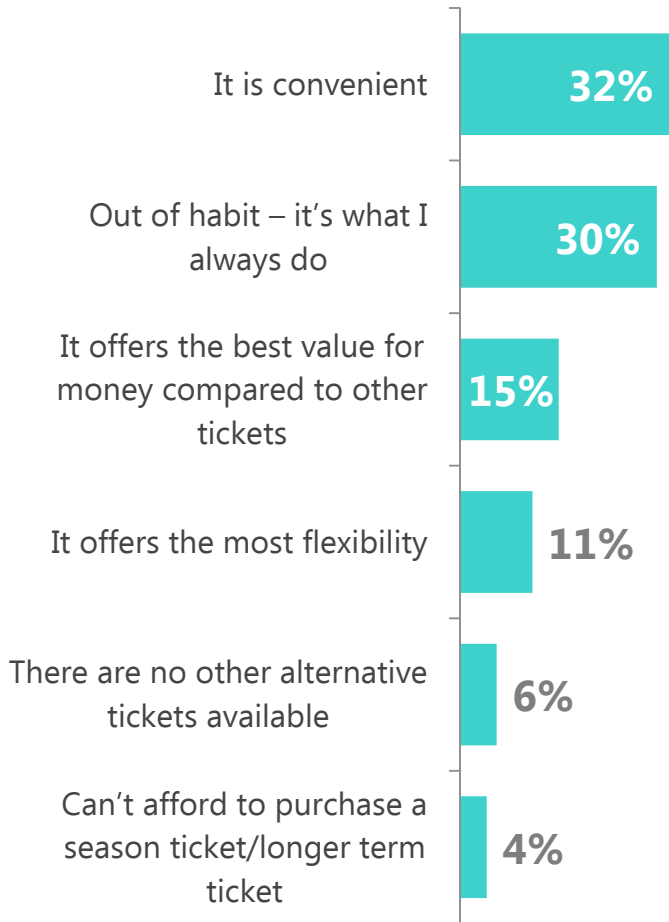 It is convenient
32%
Out of habit – it’s what I
always do
30%
It offers the best value for
money compared to other
tickets
15%
It offers the most flexibility
11%
There are no other alternative
tickets available
6%
Can’t afford to purchase a
season ticket/longer term
ticket
4%